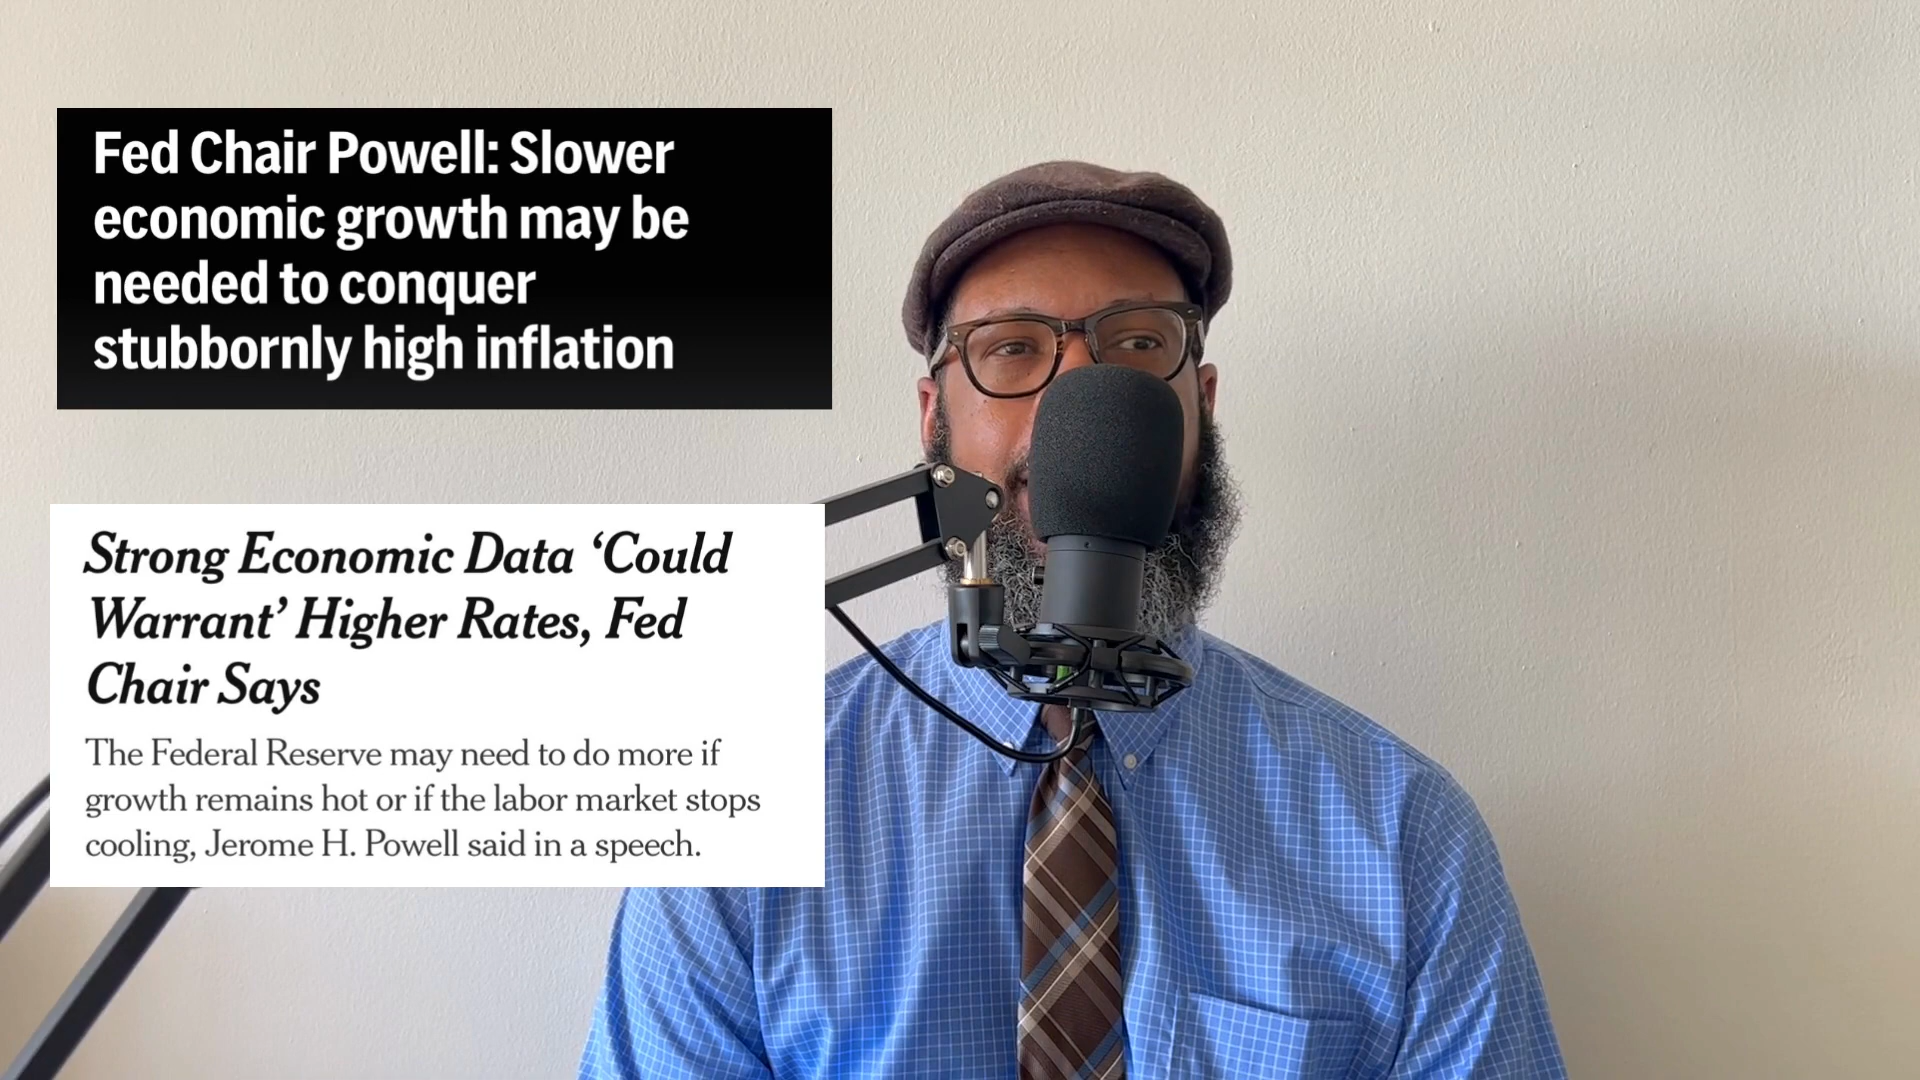 Fed Chair Powell: Slower
economic growth may be
needed to conquer
stubbornly high inflation
Strong Economic Data ‘Could
Warrant’ Higher Rates, Fed
Chair Says
The Federal Reserve may need to do more if
growth remains hot or if the labor market stops
cooling, Jerome H. Powell said in a speech.